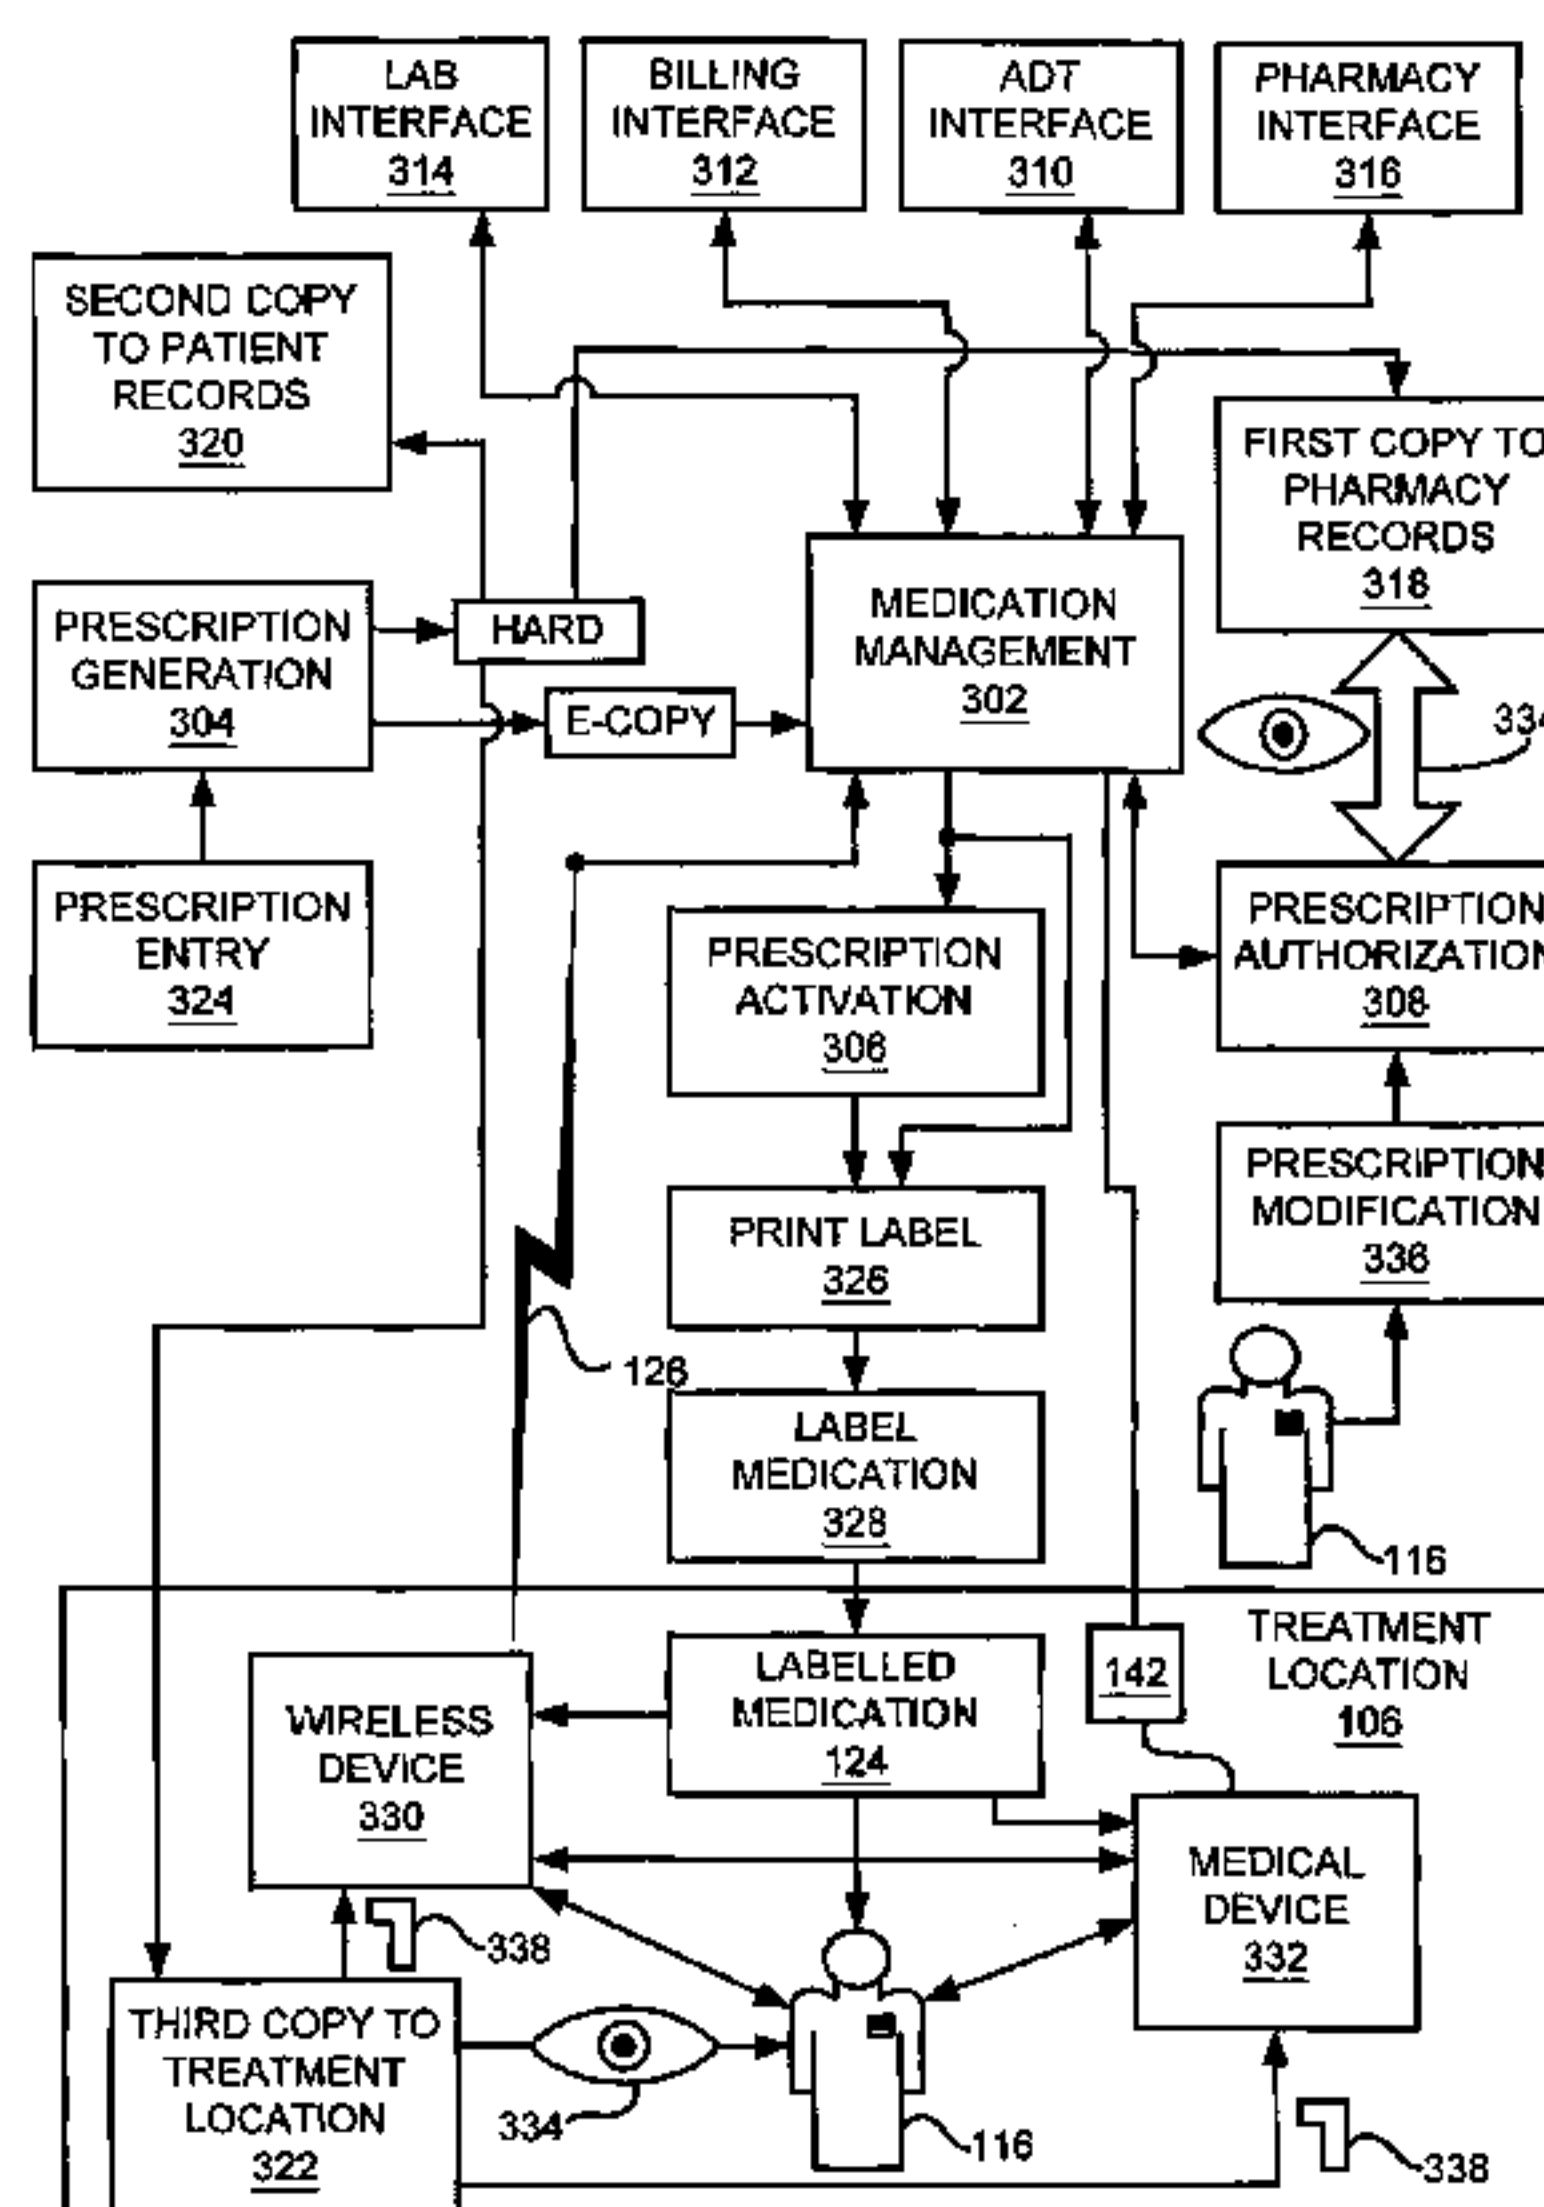 LAB
INTERFACE
314
BILLING
INTERFACE
312
ADT
INTERFACE
310
PHARMACY
INTERFACE
316
SECOND COPY
TO PATIENT
RECORDS
320
FIRST COPY TO
PHARMACY
RECORDS
318
PRESCRIPTION
GENERATION
304
HARD
E-COPY
MEDICATION
MANAGEMENT
302
334
PRESCRIPTION
ENTRY
324
PRESCRIPTION
ACTIVATION
306
PRESCRIPTION
AUTHORIZATION
308
PRINT LABEL
326
PRESCRIPTION
MODIFICATION
336
126
LABEL
MEDICATION
328
116
TREATMENT
LOCATION
106
WIRELESS
DEVICE
330
LABELLED
MEDICATION
124
142
MEDICAL
DEVICE
332
338
THIRD COPY TO
TREATMENT
LOCATION
322
334
116
338